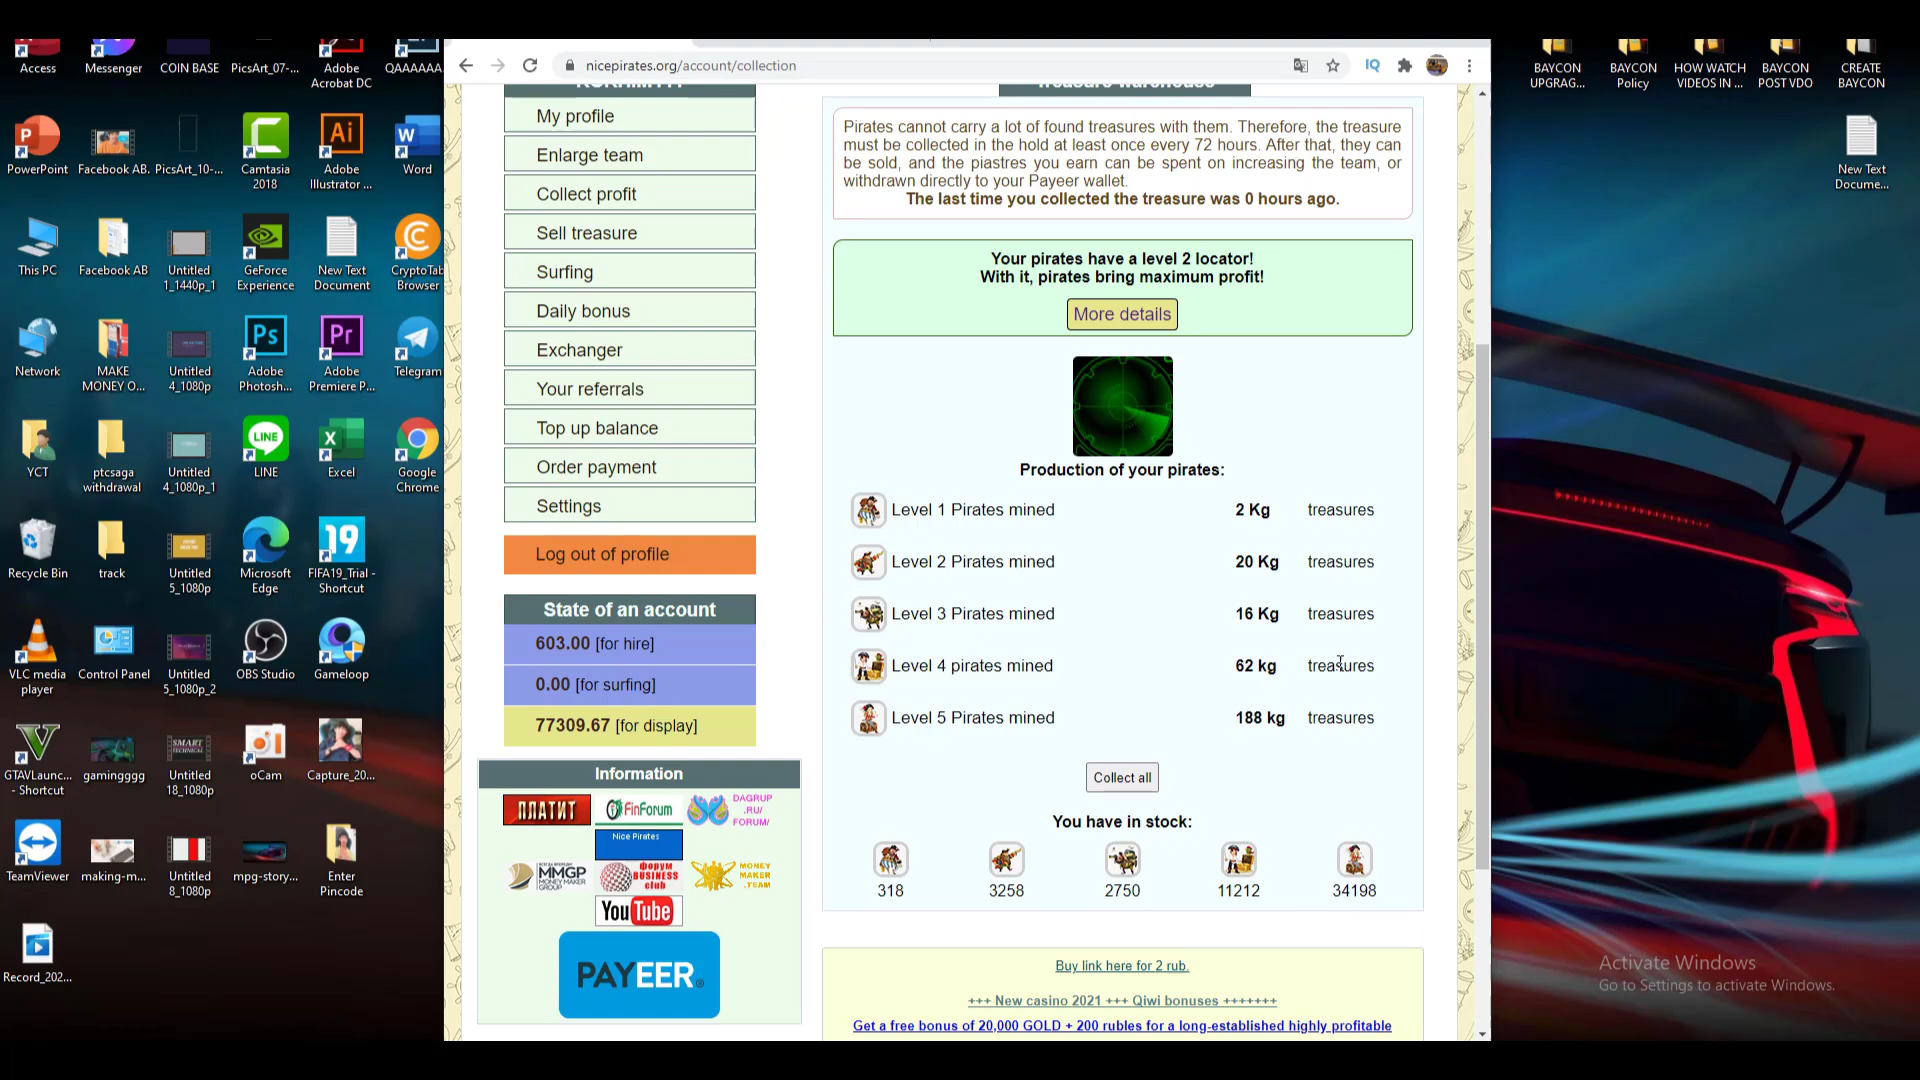 Access
Messenger
COIN BASE
PicsArt_07-...
Adobe
Acrobat DC
QAAAAAA
nicepirates.org/account/collection
BAYCON
UPGRAG...
BAYCON
Policy
HOW WATCH
VIDEOS IN ...
BAYCON
POST VDO
CREATE
BAYCON
PowerPoint
Facebook AB.
PicsArt_10-...
Camtasia
2018
Adobe
Illustrator ...
Word
New Text
Docume...
This PC
Facebook AB
Untitled
1_1440p_1
GeForce
Experience
New Text
Document
CryptoTab
Browser
Network
MAKE
MONEY O...
Untitled
4_1080p
Adobe
Photosh...
Adobe
Premiere P...
Telegram
YCT
ptcsaga
withdrawal
Untitled
4_1080p_1
LINE
Excel
Google
Chrome
Recycle Bin
track
Untitled
5_1080p
Microsoft
Edge
FIFA19_Trial -
Shortcut
VLC media
player
Control Panel
Untitled
5_1080p_2
OBS Studio
Gameloop
GTAVLaunc...
- Shortcut
gamingggg
Untitled
18_1080p
oCam
Capture_20...
TeamViewer
making-m...
Untitled
8_1080p
mpg-story...
Enter
Pincode
Record_202...
My profile
Enlarge team
Collect profit
Sell treasure
Surfing
Daily bonus
Exchanger
Your referrals
Top up balance
Order payment
Settings
Log out of profile
State of an account
603.00 [for hire]
0.00 [for surfing]
77309.67 [for display]
Information
ПЛАТИТ
FinForum
DAGRUP
.RU/
FORUM/
Nice Pirates
MMGP
MONEY MAKER GROUP
форум
BUSINESS
club
MONEY
MAKER
.TEAM
YouTube
PAYEER
Treasure warehouse
Pirates cannot carry a lot of found treasures with them. Therefore, the treasure
must be collected in the hold at least once every 72 hours. After that, they can
be sold, and the piastres you earn can be spent on increasing the team, or
withdrawn directly to your Payeer wallet.
The last time you collected the treasure was 0 hours ago.
Your pirates have a level 2 locator!
With it, pirates bring maximum profit!
More details
Production of your pirates:
Level 1 Pirates mined 2 Kg treasures
Level 2 Pirates mined 20 Kg treasures
Level 3 Pirates mined 16 Kg treasures
Level 4 pirates mined 62 kg treasures
Level 5 Pirates mined 188 kg treasures
Collect all
You have in stock:
318 3258 2750 11212 34198
Buy link here for 2 rub.
+++ New casino 2021 +++ Qiwi bonuses +++++++
Get a free bonus of 20,000 GOLD + 200 rubles for a long-established highly profitable
Activate Windows
Go to Settings to activate Windows.